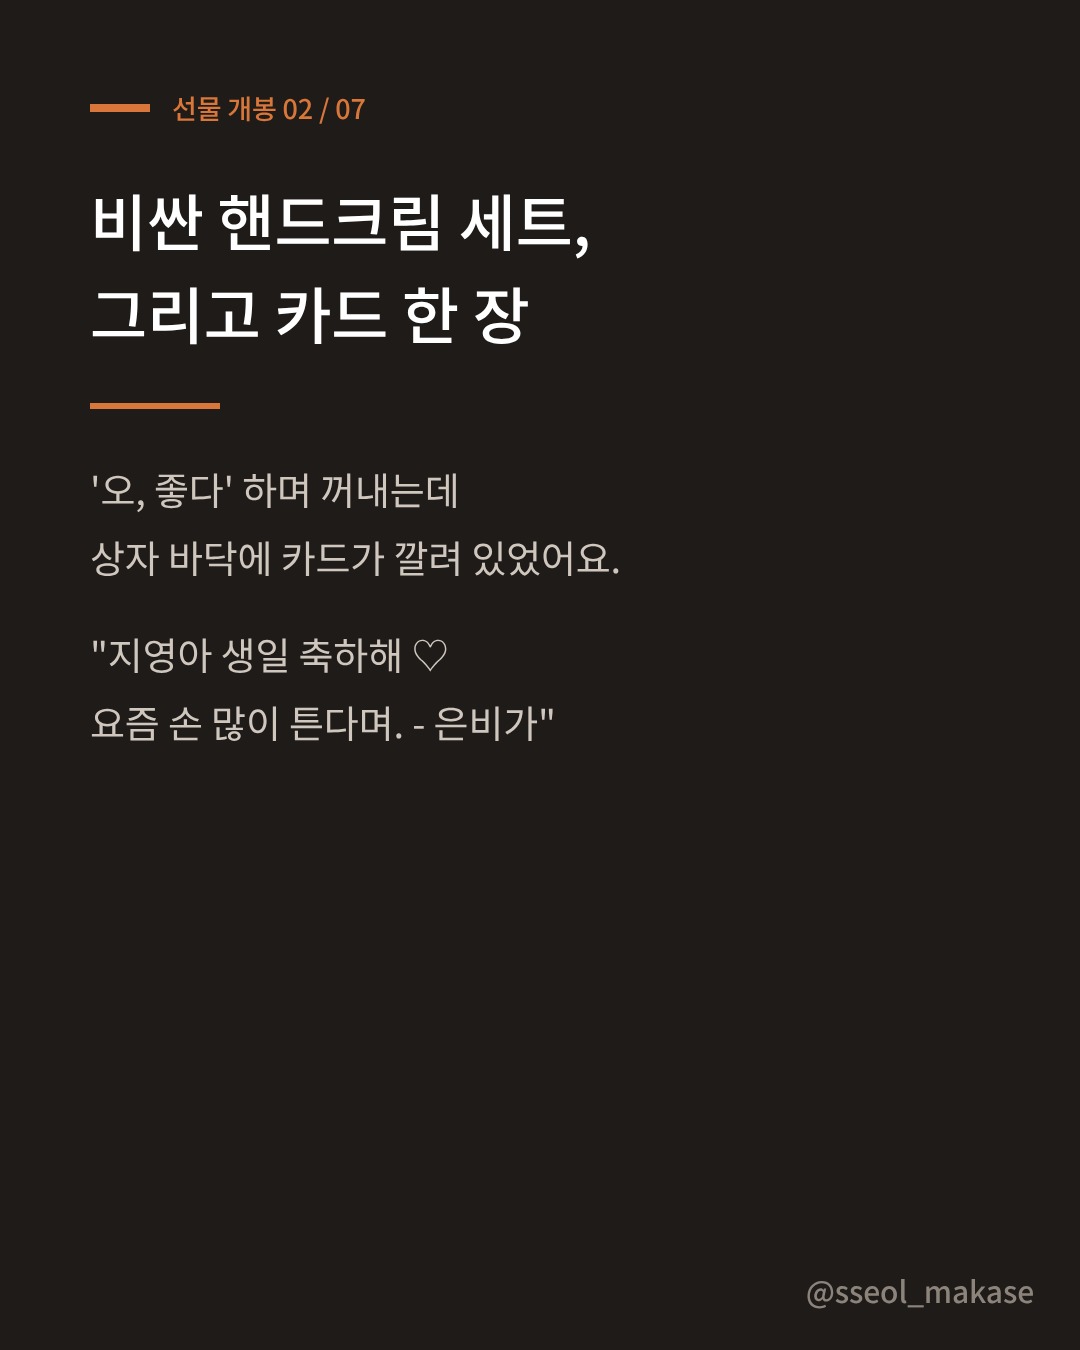 선물 개봉 02 / 07
비싼 핸드크림 세트,
그리고 카드 한 장
'오, 좋다' 하며 꺼내는데
상자 바닥에 카드가 깔려 있었어요.
"지영아 생일 축하해 ♡
요즘 손 많이 튼다며. - 은비가"
@sseol_makase